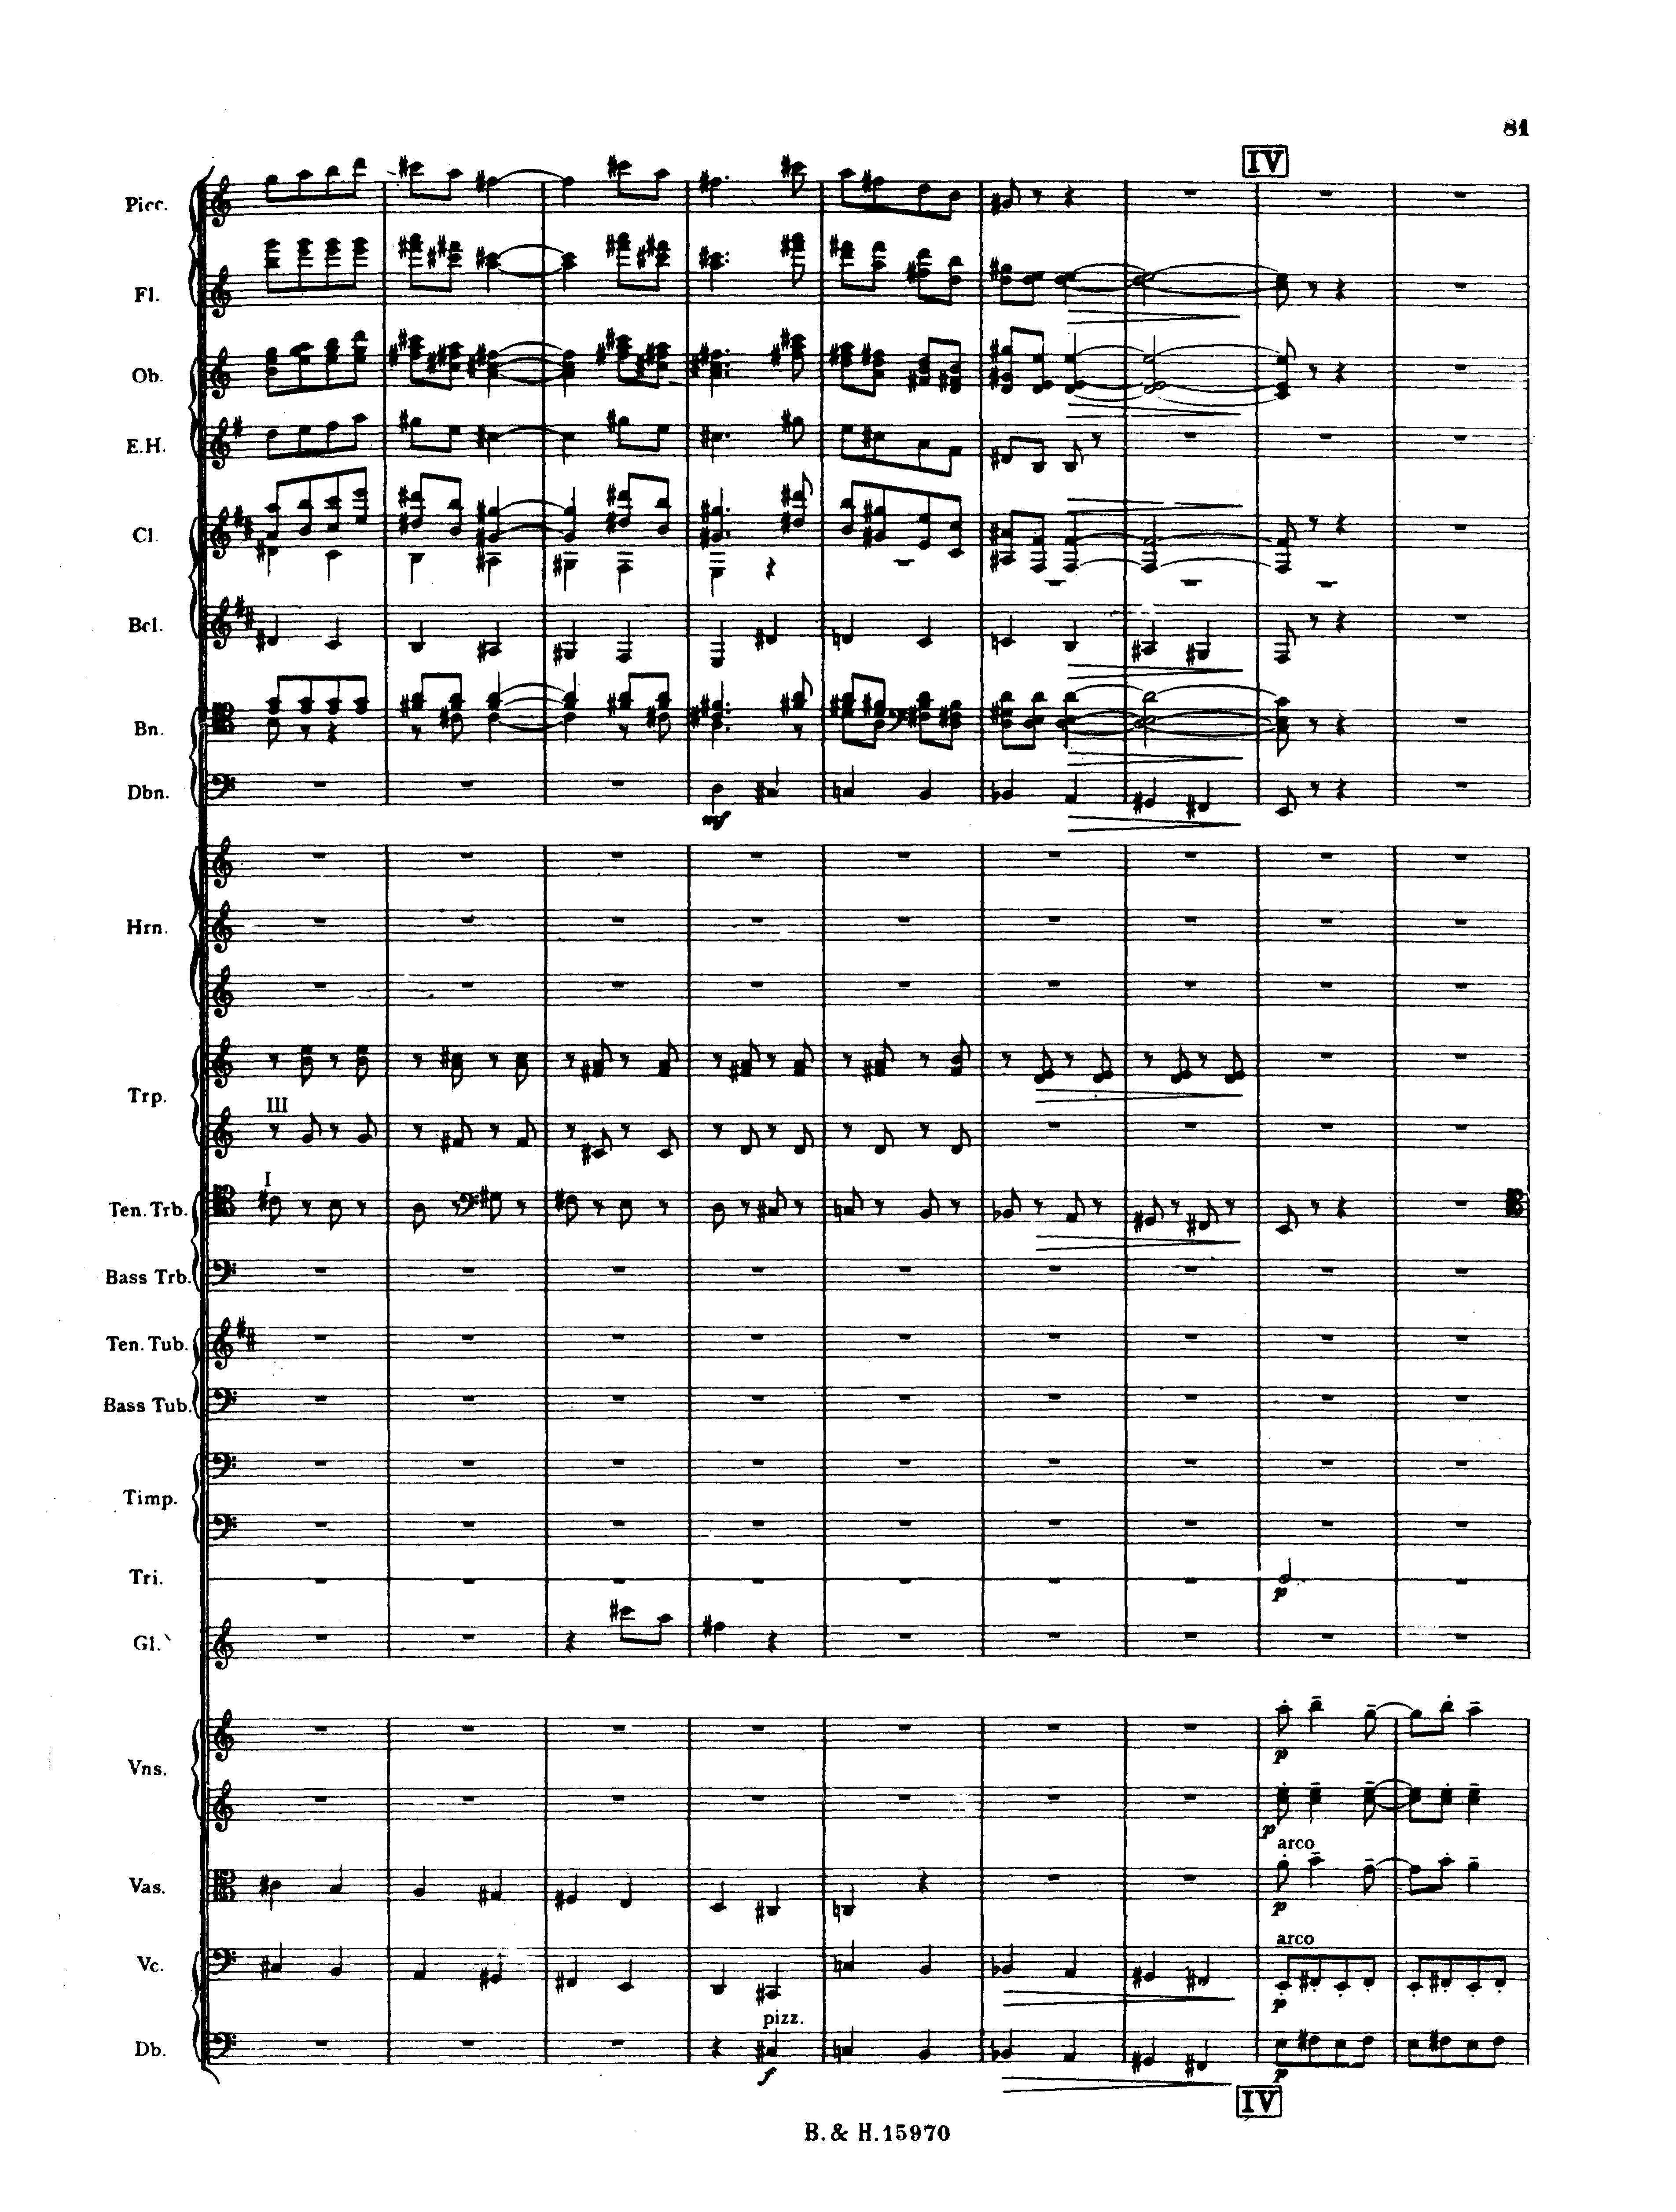 81
IV
Picc.
Fl.
Ob.
E.H.
Cl.
Bcl.
Bn.
Dbn.
mf
Hrn.
Trp.
III
I
Ten. Trb.
Bass Trb.
Ten. Tub.
Bass Tub.
Timp.
Tri.
p
Gl.
Vns.
p
p
arco
Vas.
p
arco
Vc.
p
pizz.
Db.
f
p
IV
B. & H. 15970